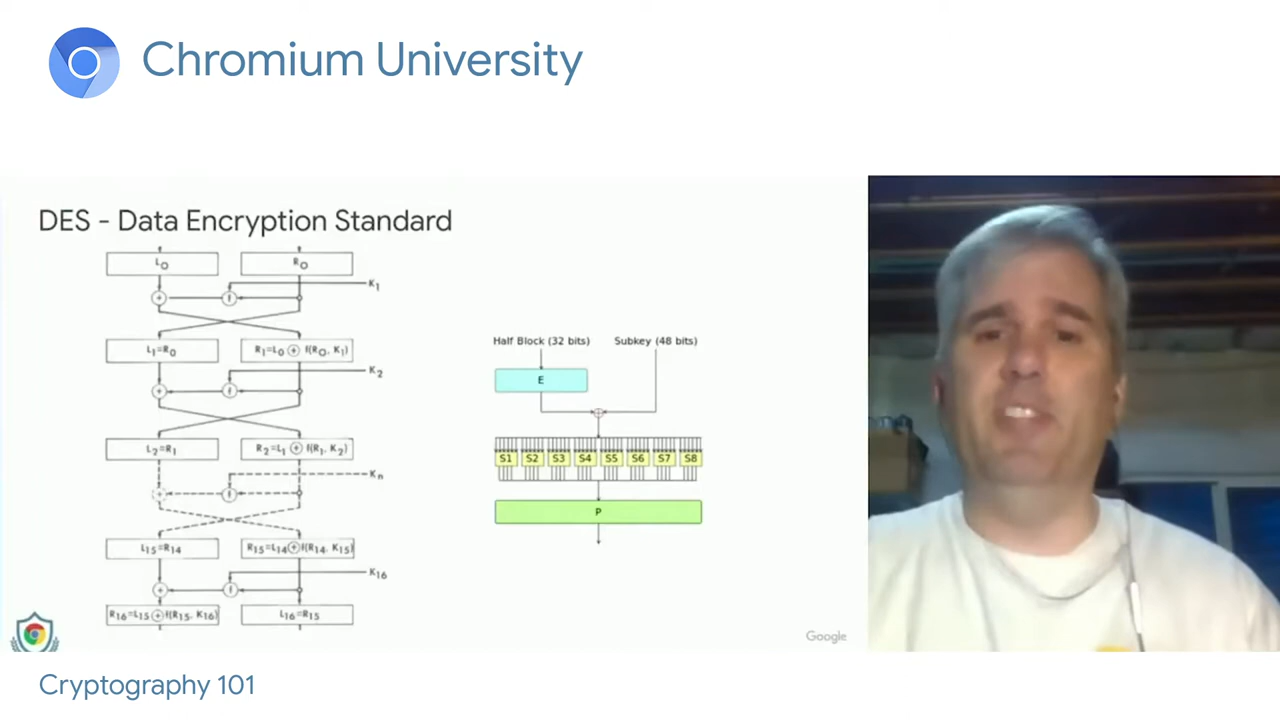 Chromium University
DES - Data Encryption Standard
L0
R0
K1
L1=R0
R1=L0 ⊕ f(R0, K1)
K2
L2=R1
R2=L1 ⊕ f(R1, K2)
Kn
L15=R14
R15=L14⊕f(R14, K15)
K16
R16=L15⊕f(R15, K16)
L16=R15
Half Block (32 bits)
Subkey (48 bits)
E
S1 S2 S3 S4 S5 S6 S7 S8
P
Google
Cryptography 101